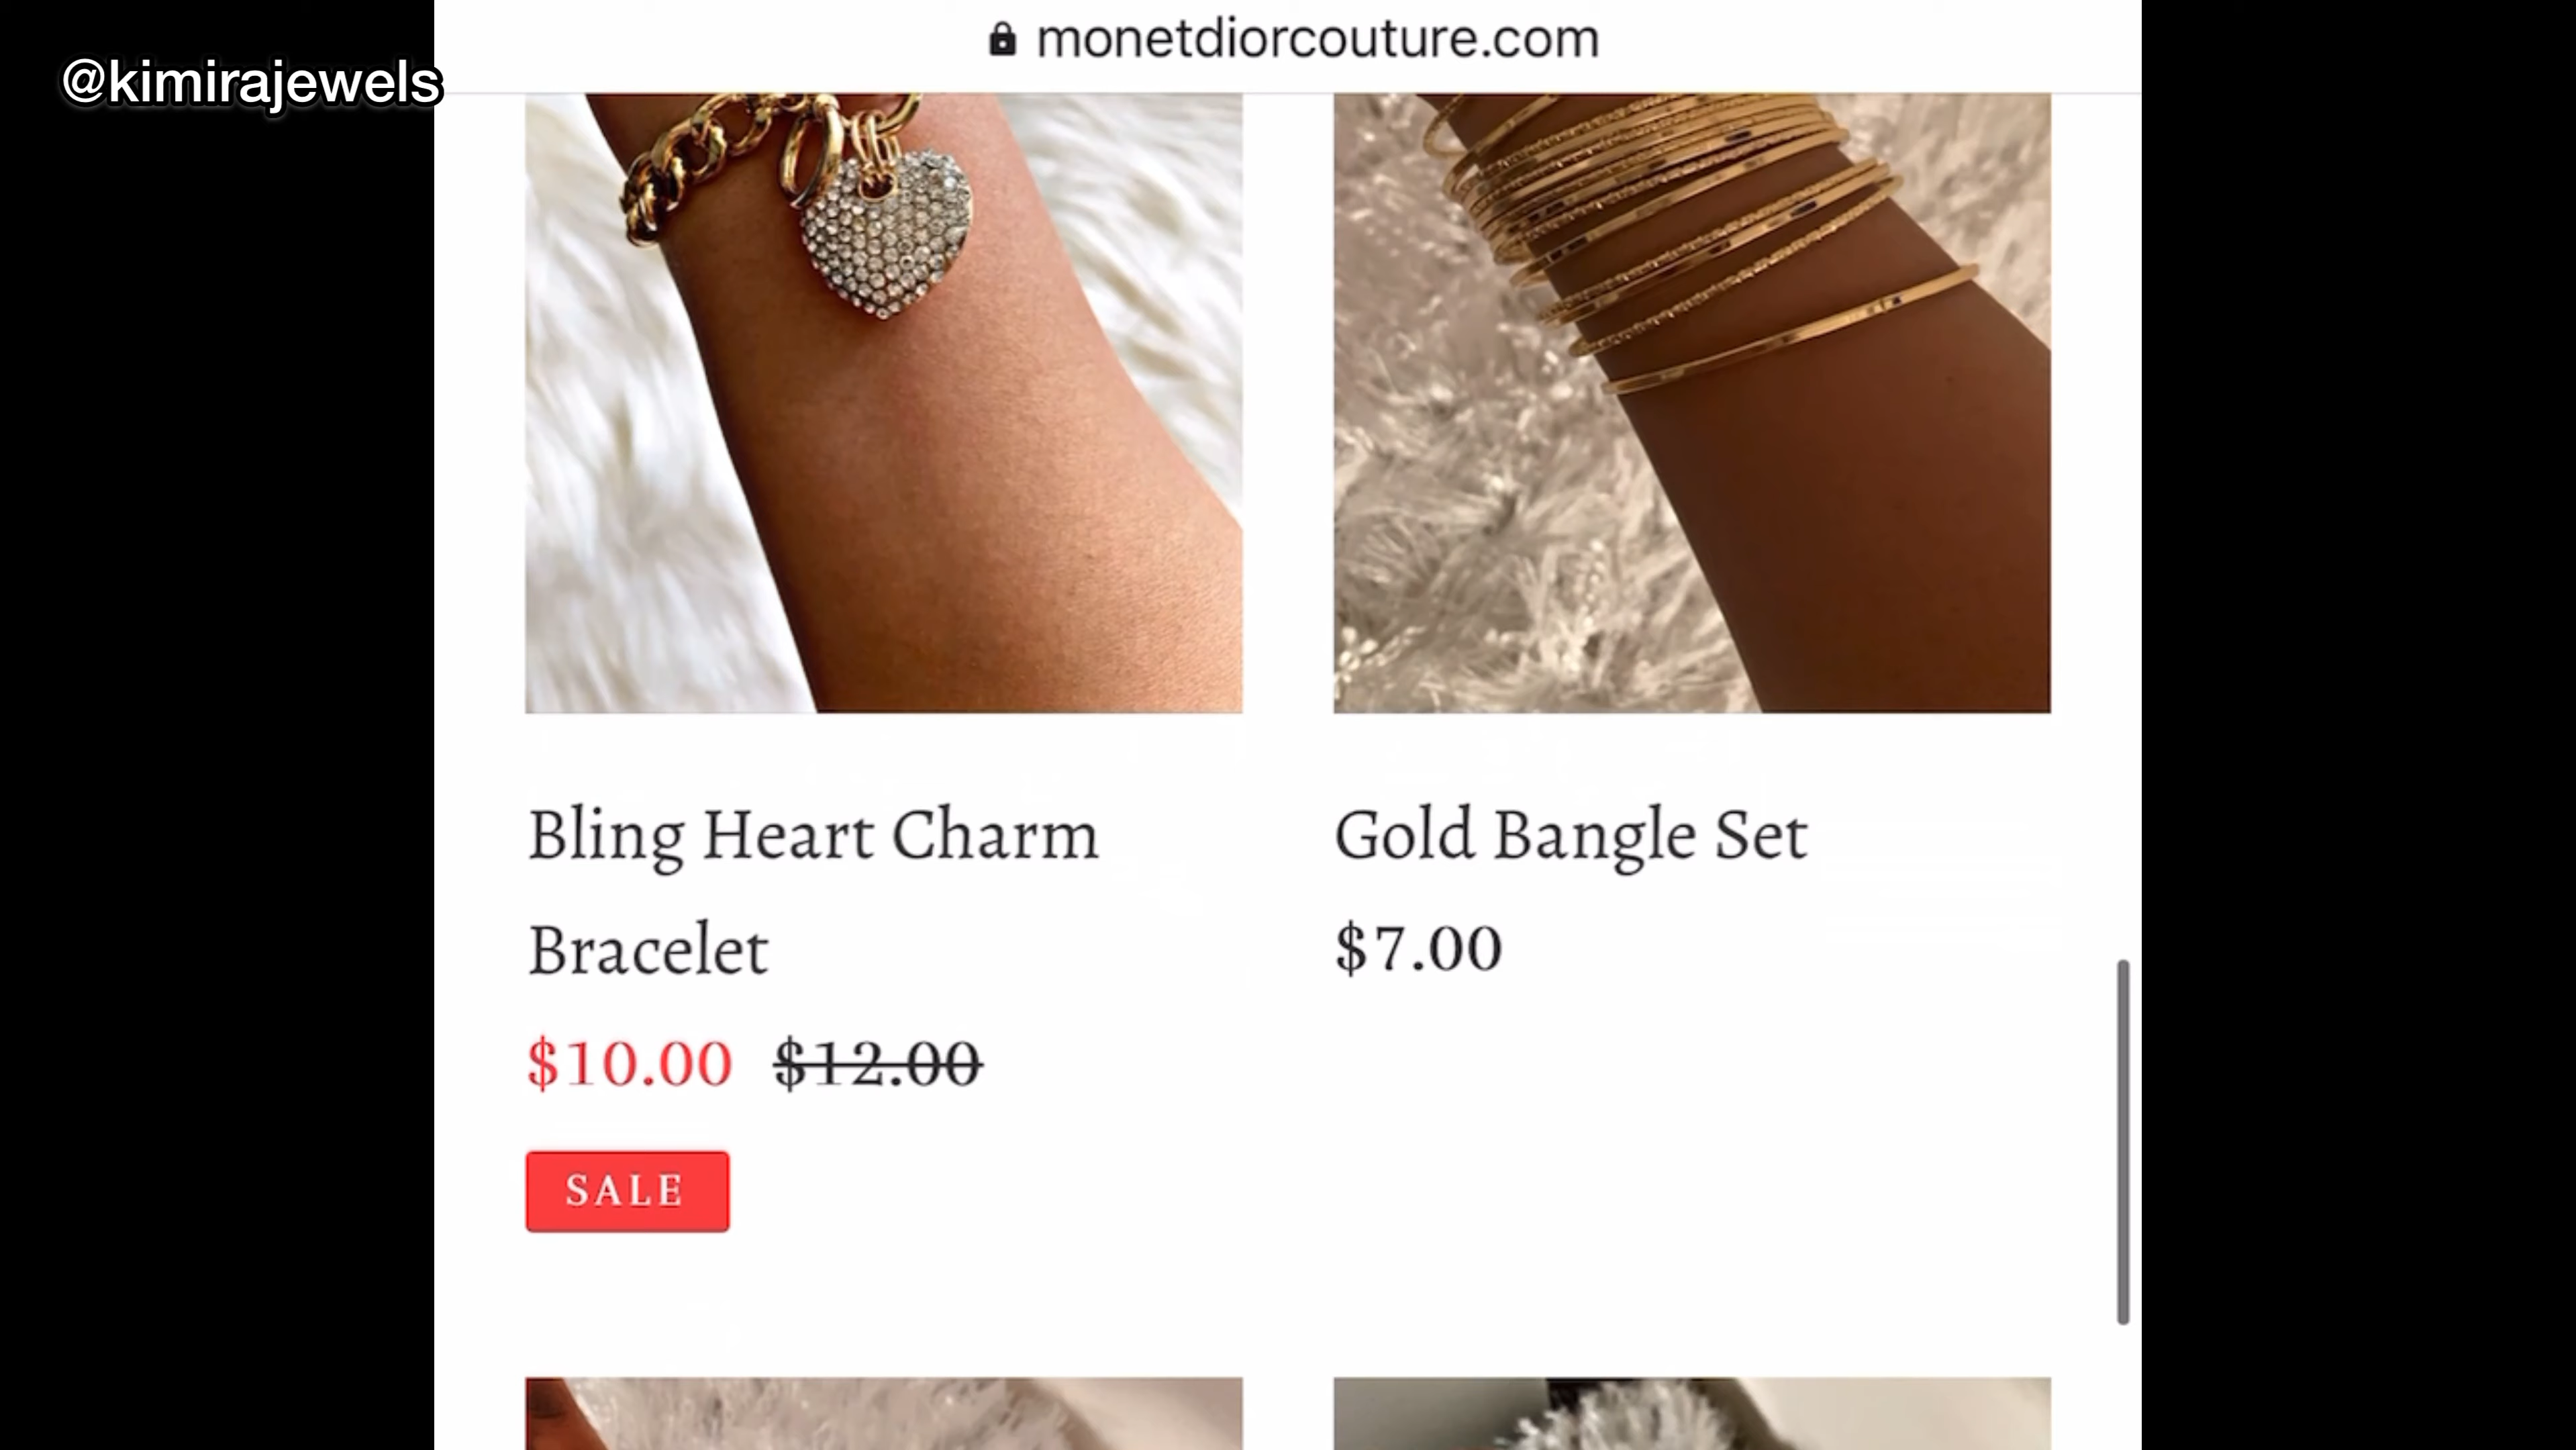 @kimirajewels
monetdiorcouture.com
Bling Heart Charm
Bracelet
$10.00 $12.00
SALE
Gold Bangle Set
$7.00